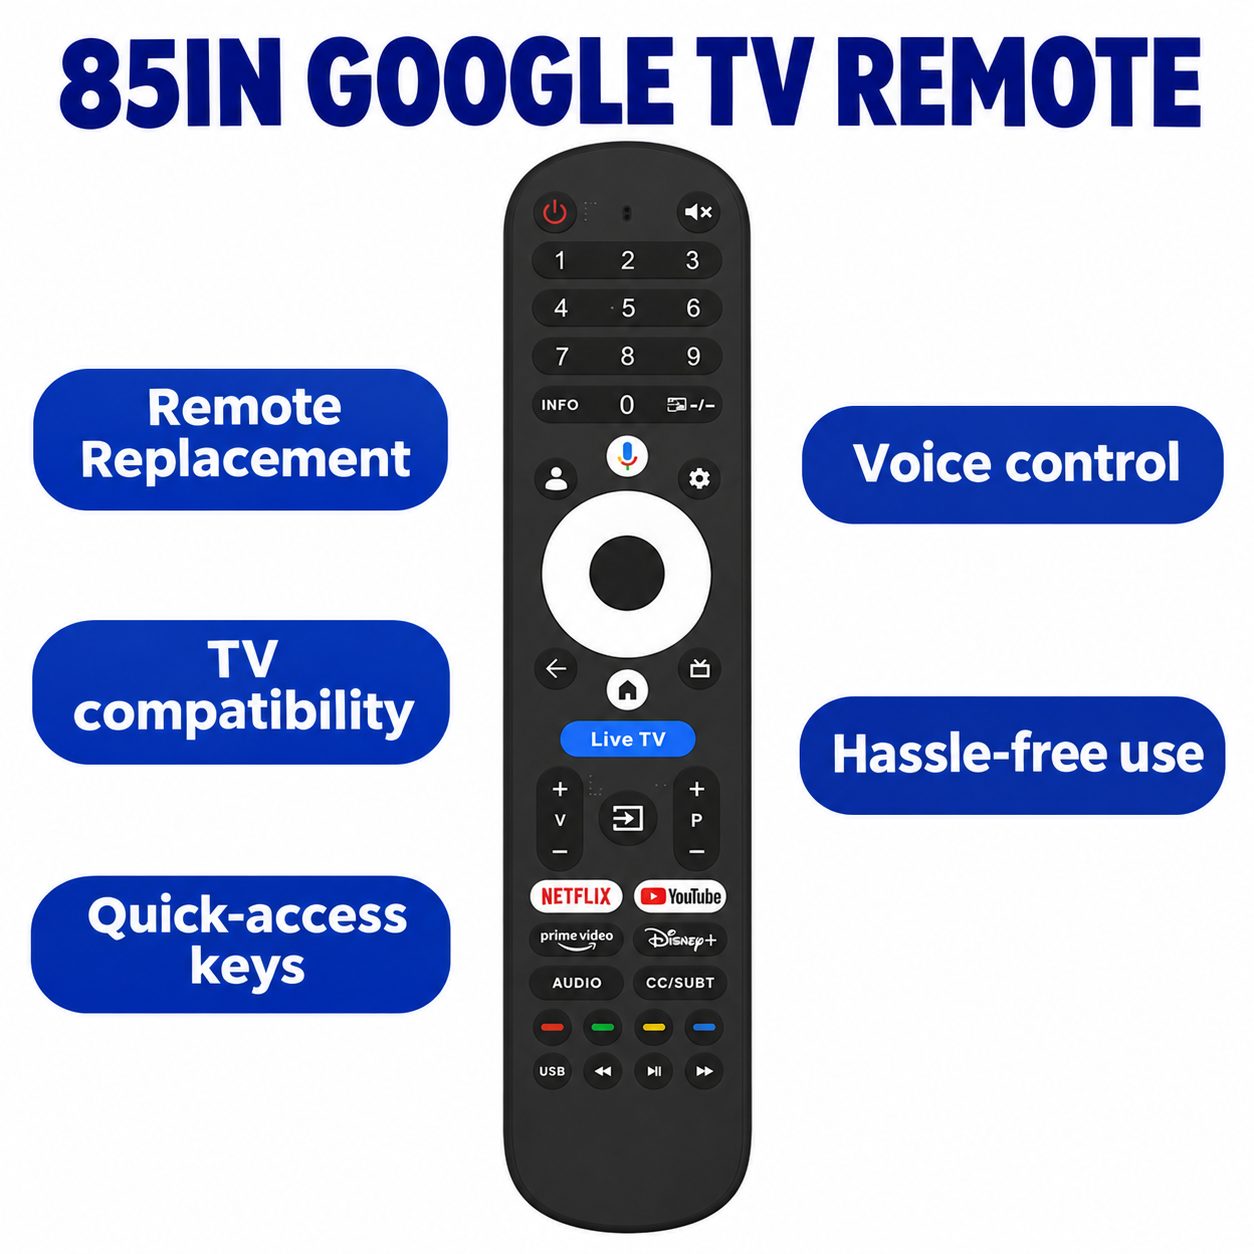 85IN GOOGLE TV REMOTE
1 2 3
4 5 6
7 8 9
INFO 0 -/-
Remote
Replacement
Voice control
TV
compatibility
Live TV
Hassle-free use
+ +
V P
− −
Quick-access
keys
NETFLIX YouTube
prime video Disney+
AUDIO CC/SUBT
USB